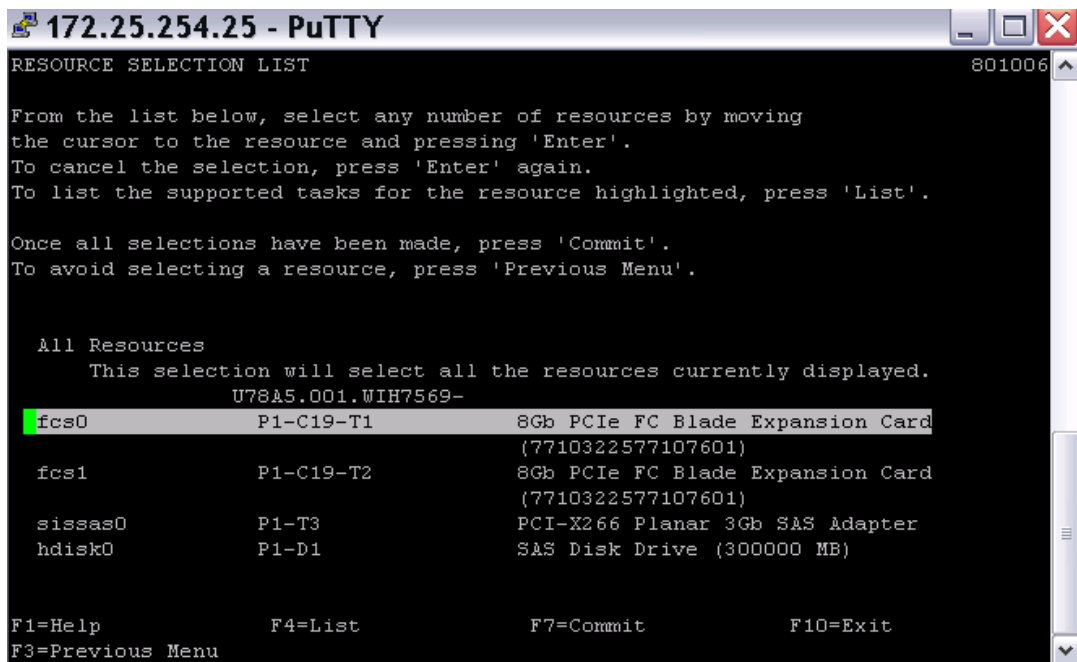 172.25.254.25 - PuTTY
RESOURCE SELECTION LIST 801006
From the list below, select any number of resources by moving
the cursor to the resource and pressing 'Enter'.
To cancel the selection, press 'Enter' again.
To list the supported tasks for the resource highlighted, press 'List'.
Once all selections have been made, press 'Commit'.
To avoid selecting a resource, press 'Previous Menu'.
All Resources
This selection will select all the resources currently displayed.
U78A5.001.WIH7569-
fcs0 P1-C19-T1 8Gb PCIe FC Blade Expansion Card
(7710322577107601)
fcs1 P1-C19-T2 8Gb PCIe FC Blade Expansion Card
(7710322577107601)
sissas0 P1-T3 PCI-X266 Planar 3Gb SAS Adapter
hdisk0 P1-D1 SAS Disk Drive (300000 MB)
F1=Help F4=List F7=Commit F10=Exit
F3=Previous Menu